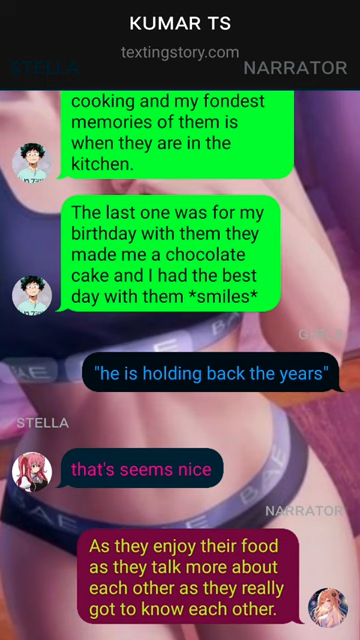 KUMAR TS
textingstory.com
STELLA
NARRATOR
cooking and my fondest
memories of them is
when they are in the
kitchen.
The last one was for my
birthday with them they
made me a chocolate
cake and I had the best
day with them *smiles*
"he is holding back the years"
STELLA
that's seems nice
NARRATOR
As they enjoy their food
as they talk more about
each other as they really
got to know each other.